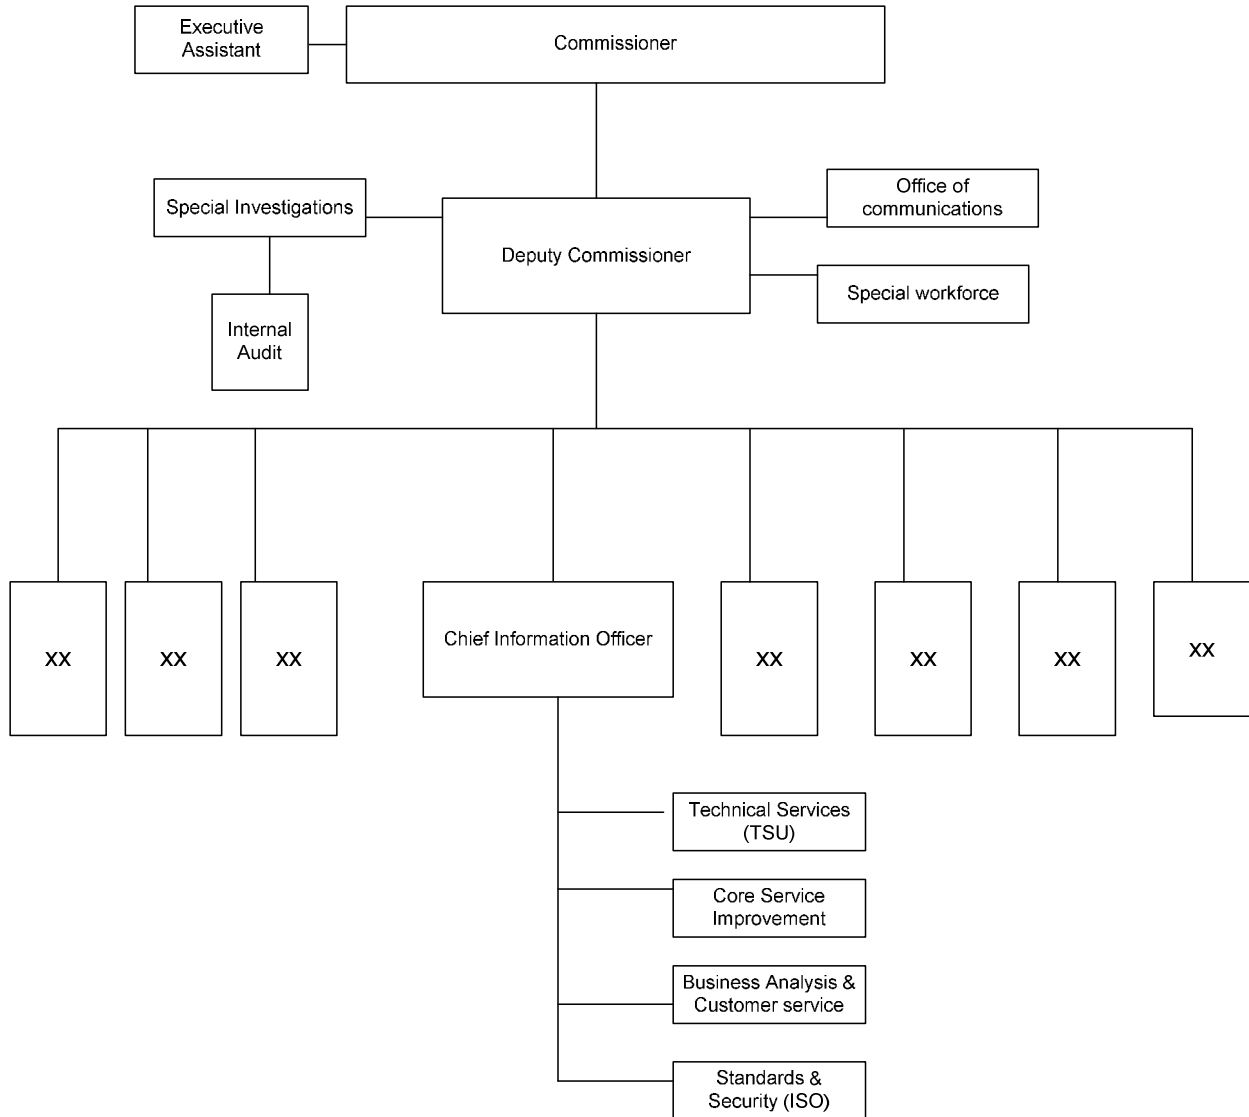 Executive
Assistant
Commissioner
Special Investigations
Office of
communications
Deputy Commissioner
Special workforce
Internal
Audit
xx
xx
xx
Chief Information Officer
xx
xx
xx
xx
Technical Services
(TSU)
Core Service
Improvement
Business Analysis &
Customer service
Standards &
Security (ISO)